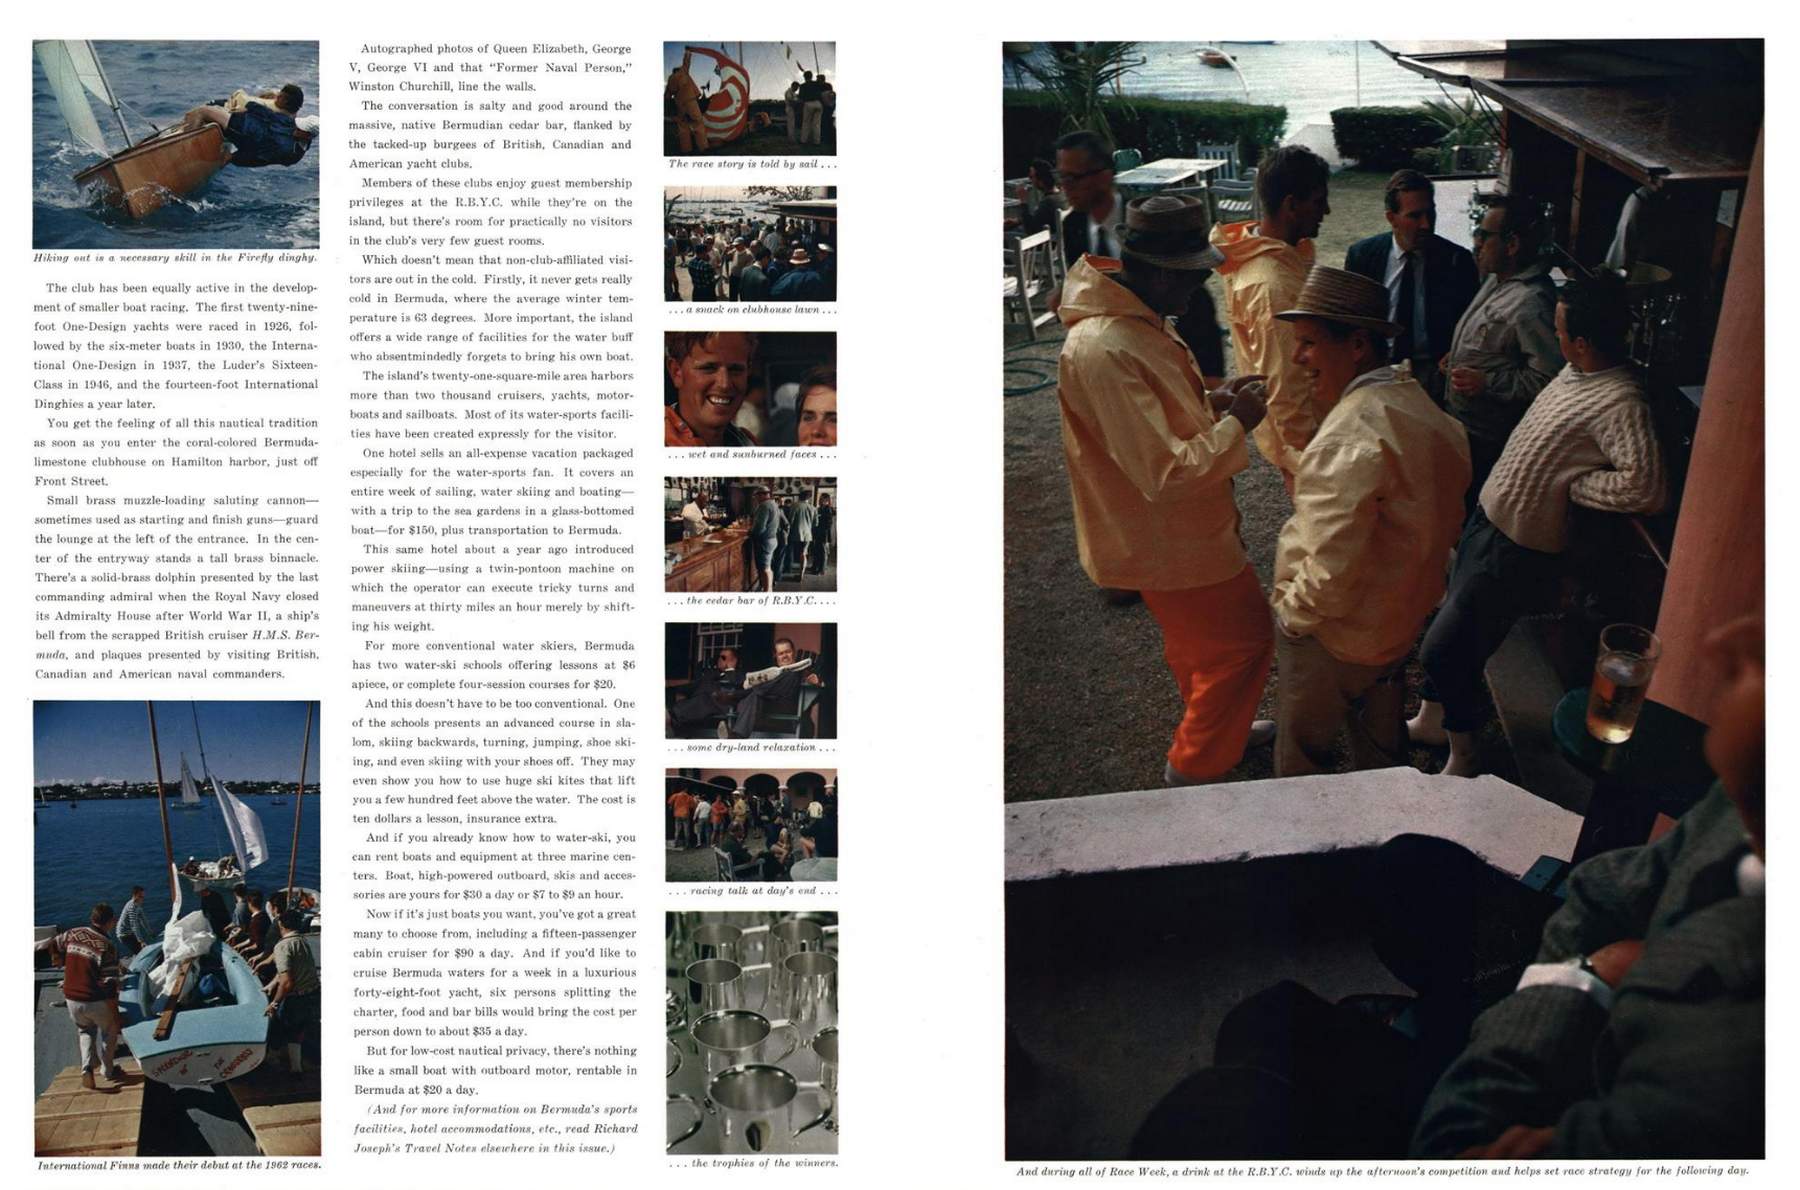 Hiking out is a necessary skill in the Firefly dinghy.
The club has been equally active in the develop-
ment of smaller boat racing. The first twenty-nine-
foot One-Design yachts were raced in 1926, fol-
lowed by the six-meter boats in 1930, the Interna-
tional One-Design in 1937, the Luder's Sixteen-
Class in 1946, and the fourteen-foot International
Dinghies a year later.
You get the feeling of all this nautical tradition
as soon as you enter the coral-colored Bermuda-
limestone clubhouse on Hamilton harbor, just off
Front Street.
Small brass muzzle-loading saluting cannon—
sometimes used as starting and finish guns—guard
the lounge at the left of the entrance. In the cen-
ter of the entryway stands a tall brass binnacle.
There's a solid-brass dolphin presented by the last
commanding admiral when the Royal Navy closed
its Admiralty House after World War II, a ship's
bell from the scrapped British cruiser H.M.S. Ber-
muda, and plaques presented by visiting British,
Canadian and American naval commanders.
International Finns made their debut at the 1962 races.
Autographed photos of Queen Elizabeth, George
V, George VI and that “Former Naval Person,”
Winston Churchill, line the walls.
The conversation is salty and good around the
massive, native Bermudian cedar bar, flanked by
the tacked-up burgees of British, Canadian and
American yacht clubs.
Members of these clubs enjoy guest membership
privileges at the R.B.Y.C. while they're on the
island, but there's room for practically no visitors
in the club's very few guest rooms.
Which doesn't mean that non-club-affiliated visi-
tors are out in the cold. Firstly, it never gets really
cold in Bermuda, where the average winter tem-
perature is 63 degrees. More important, the island
offers a wide range of facilities for the water buff
who absentmindedly forgets to bring his own boat.
The island's twenty-one-square-mile area harbors
more than two thousand cruisers, yachts, motor-
boats and sailboats. Most of its water-sports facili-
ties have been created expressly for the visitor.
One hotel sells an all-expense vacation packaged
especially for the water-sports fan. It covers an
entire week of sailing, water skiing and boating—
with a trip to the sea gardens in a glass-bottomed
boat—for $150, plus transportation to Bermuda.
This same hotel about a year ago introduced
power skiing—using a twin-pontoon machine on
which the operator can execute tricky turns and
maneuvers at thirty miles an hour merely by shift-
ing his weight.
For more conventional water skiers, Bermuda
has two water-ski schools offering lessons at $6
apiece, or complete four-session courses for $20.
And this doesn't have to be too conventional. One
of the schools presents an advanced course in sla-
lom, skiing backwards, turning, jumping, shoe ski-
ing, and even skiing with your shoes off. They may
even show you how to use huge ski kites that lift
you a few hundred feet above the water. The cost is
ten dollars a lesson, insurance extra.
And if you already know how to water-ski, you
can rent boats and equipment at three marine cen-
ters. Boat, high-powered outboard, skis and acces-
sories are yours for $30 a day or $7 to $9 an hour.
Now if it's just boats you want, you've got a great
many to choose from, including a fifteen-passenger
cabin cruiser for $90 a day. And if you'd like to
cruise Bermuda waters for a week in a luxurious
forty-eight-foot yacht, six persons splitting the
charter, food and bar bills would bring the cost per
person down to about $35 a day.
But for low-cost nautical privacy, there's nothing
like a small boat with outboard motor, rentable in
Bermuda at $20 a day.
(And for more information on Bermuda's sports
facilities, hotel accommodations, etc., read Richard
Joseph's Travel Notes elsewhere in this issue.)
The race story is told by sail . . .
. . . a snack on clubhouse lawn . . .
. . . wet and sunburned faces . . .
. . . the cedar bar of R.B.Y.C. . . .
. . . some dry-land relaxation . . .
. . . racing talk at day's end . . .
. . . the trophies of the winners.
And during all of Race Week, a drink at the R.B.Y.C. winds up the afternoon's competition and helps set race strategy for the following day.